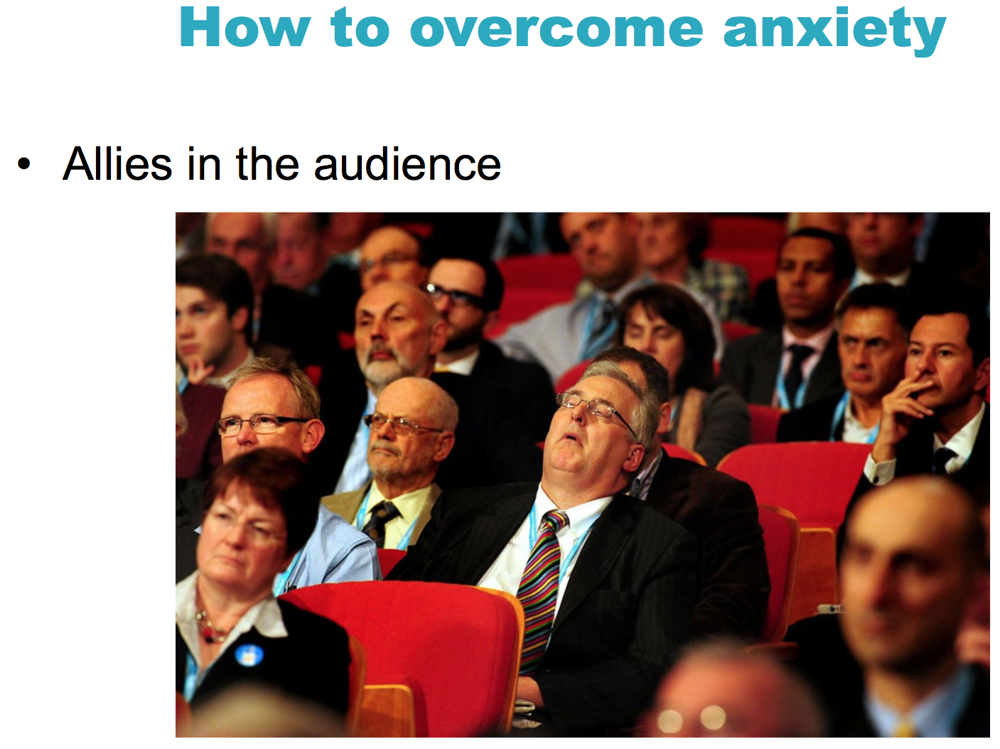 How to overcome anxiety
• Allies in the audience